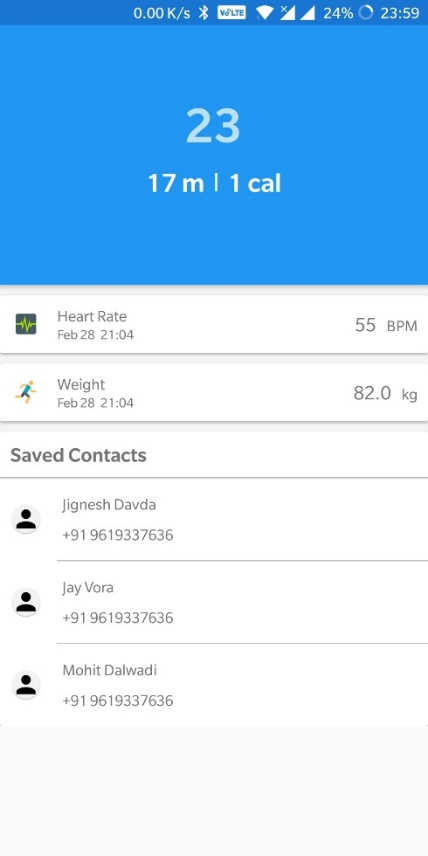 0.00 K/s VoLTE 24% 23:59
23
17 m | 1 cal
Heart Rate
Feb 28 21:04
55 BPM
Weight
Feb 28 21:04
82.0 kg
Saved Contacts
Jignesh Davda
+91 9619337636
Jay Vora
+91 9619337636
Mohit Dalwadi
+91 9619337636